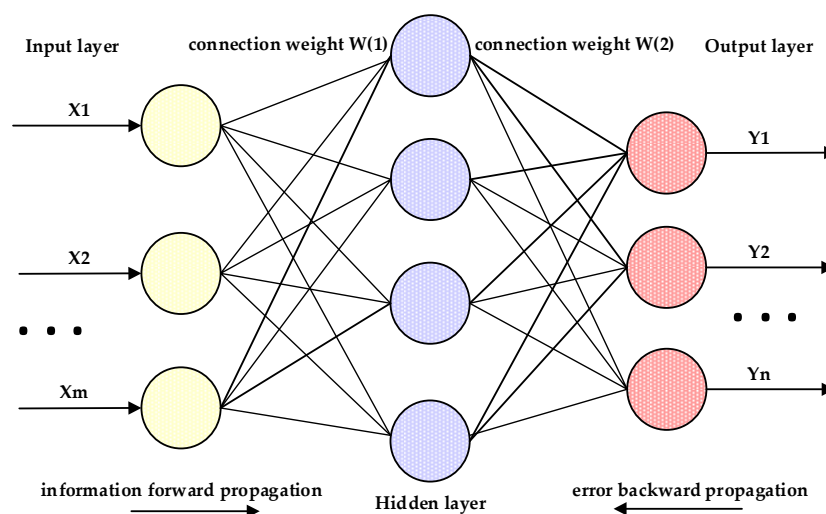 Input layer
connection weight W(1)
connection weight W(2)
Output layer
X1
X2
. . .
Xm
Y1
Y2
. . .
Yn
information forward propagation
Hidden layer
error backward propagation